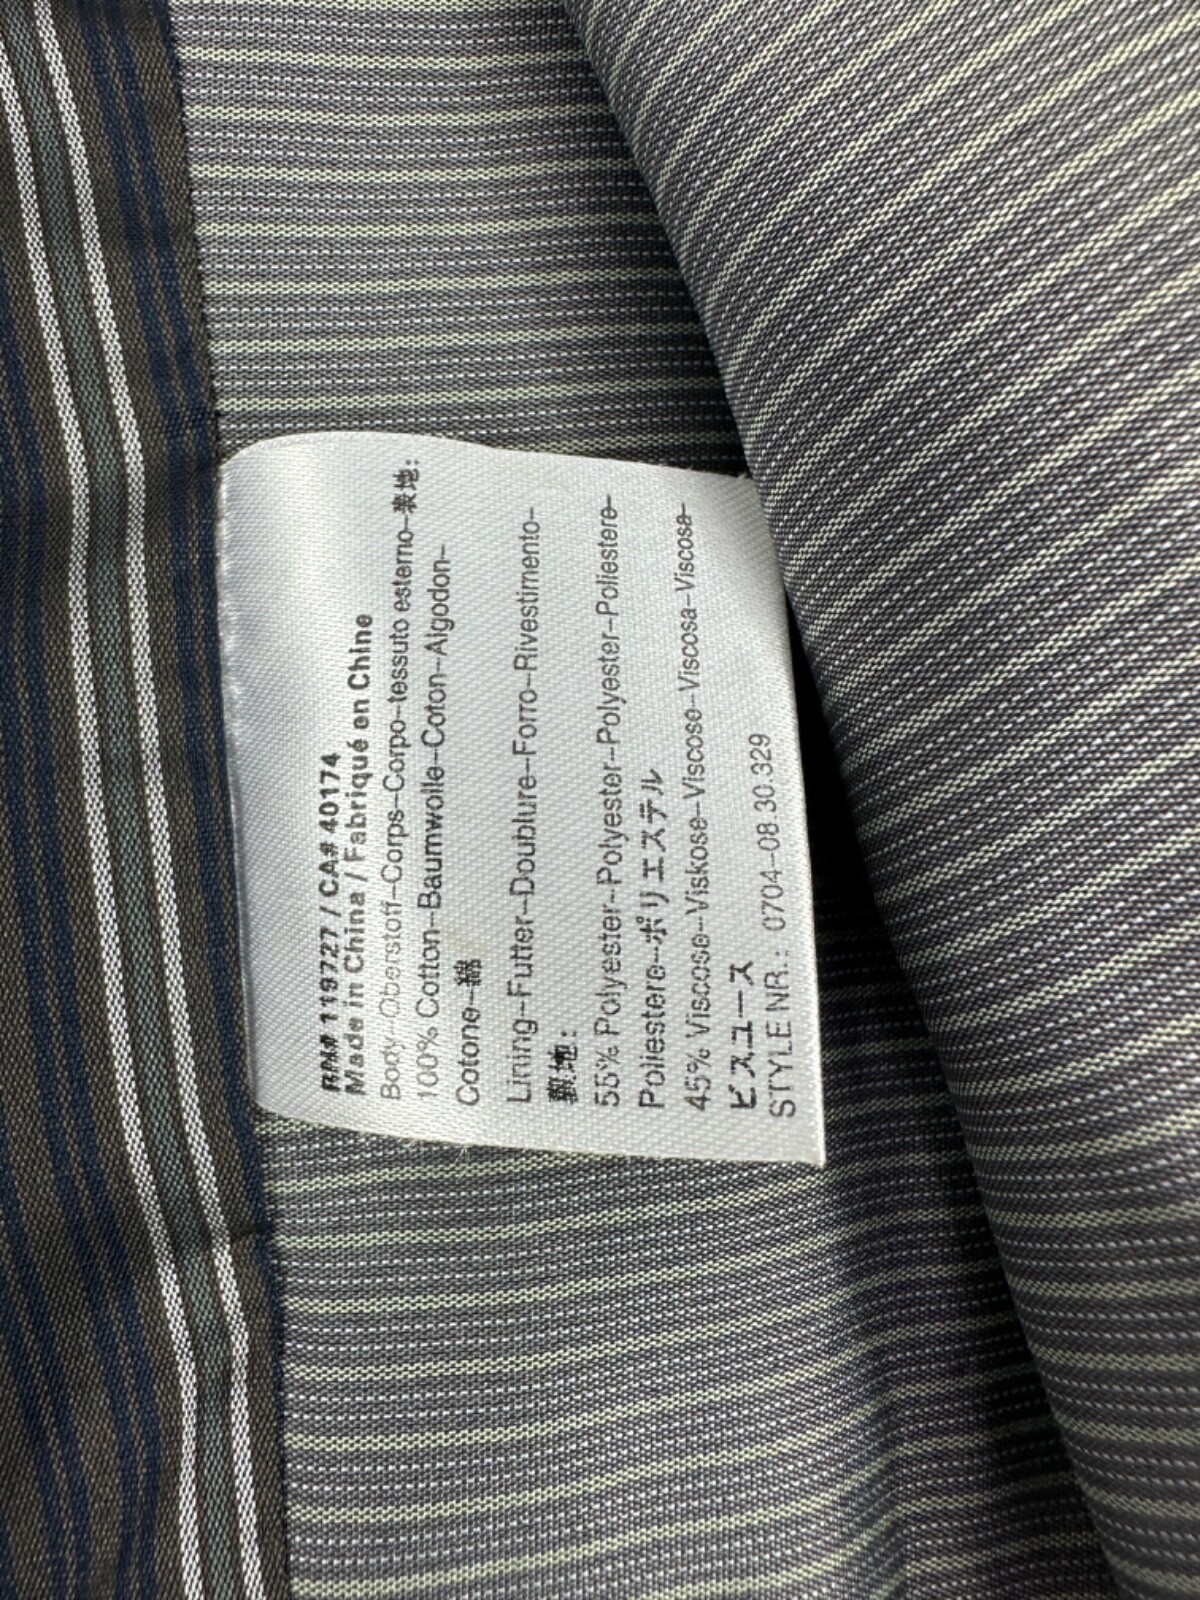 RN# 119727 / CA# 40174
Made in China / Fabriqué en Chine
Body–Oberstoff–Corps–Corpo–tessuto esterno–表地:
100% Cotton–Baumwolle–Coton–Algodon–
Cotone–綿
Lining–Futter–Doublure–Forro–Rivestimento–
裏地:
55% Polyester–Polyester–Polyester–Poliestere–
Poliestere–ポリエステル
45% Viscose–Viskose–Viscose–Viscosa–Viscosa–
ビスユース
STYLE NR.: 0704–08.30.329